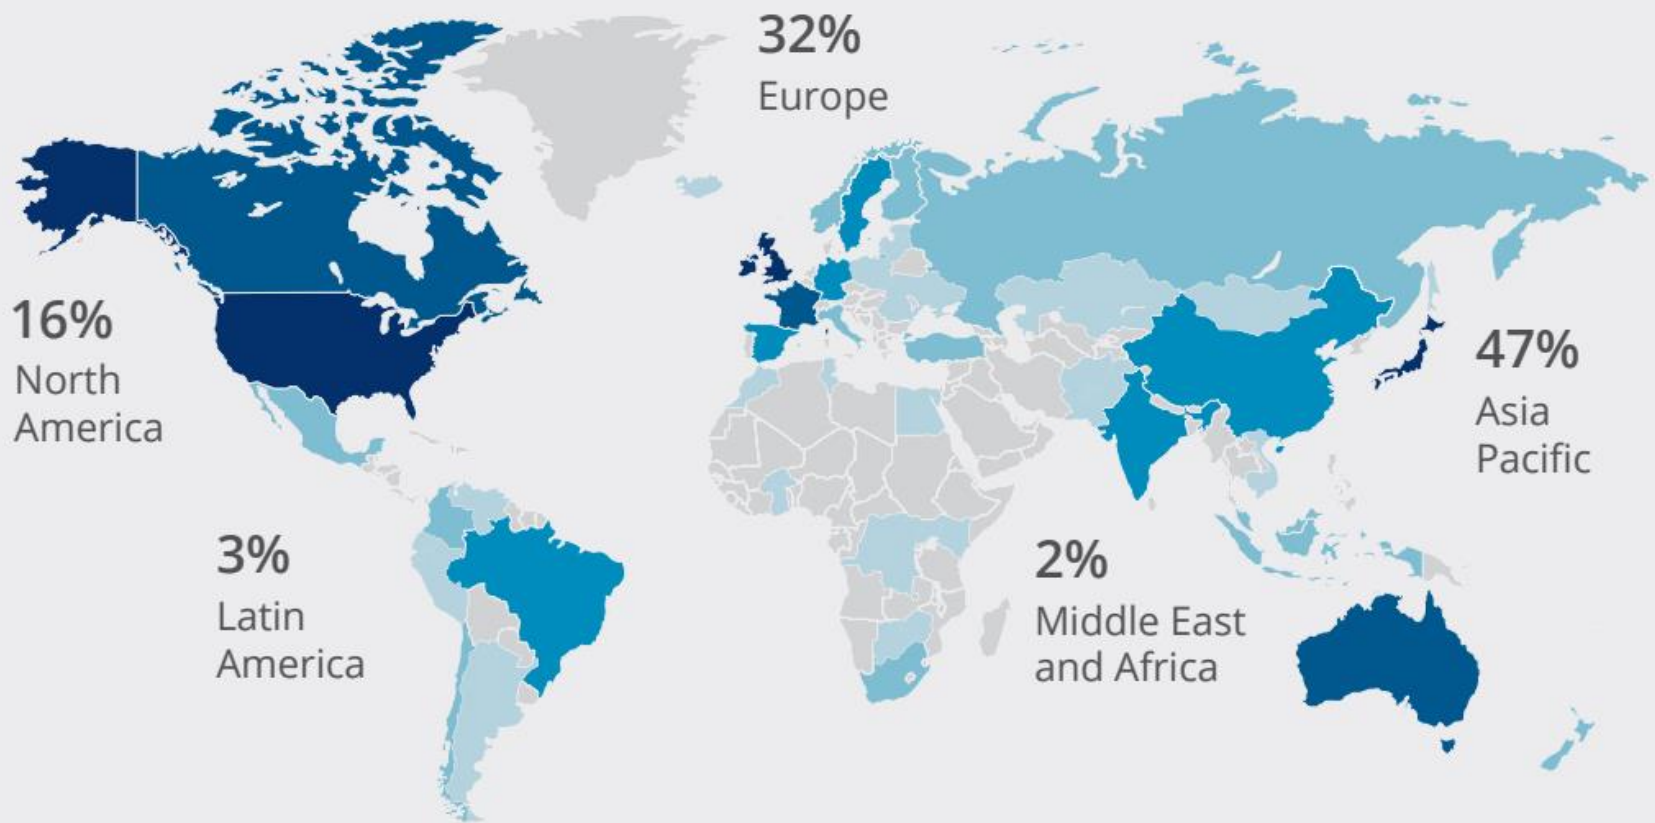 32%
Europe
16%
North
America
47%
Asia
Pacific
3%
Latin
America
2%
Middle East
and Africa